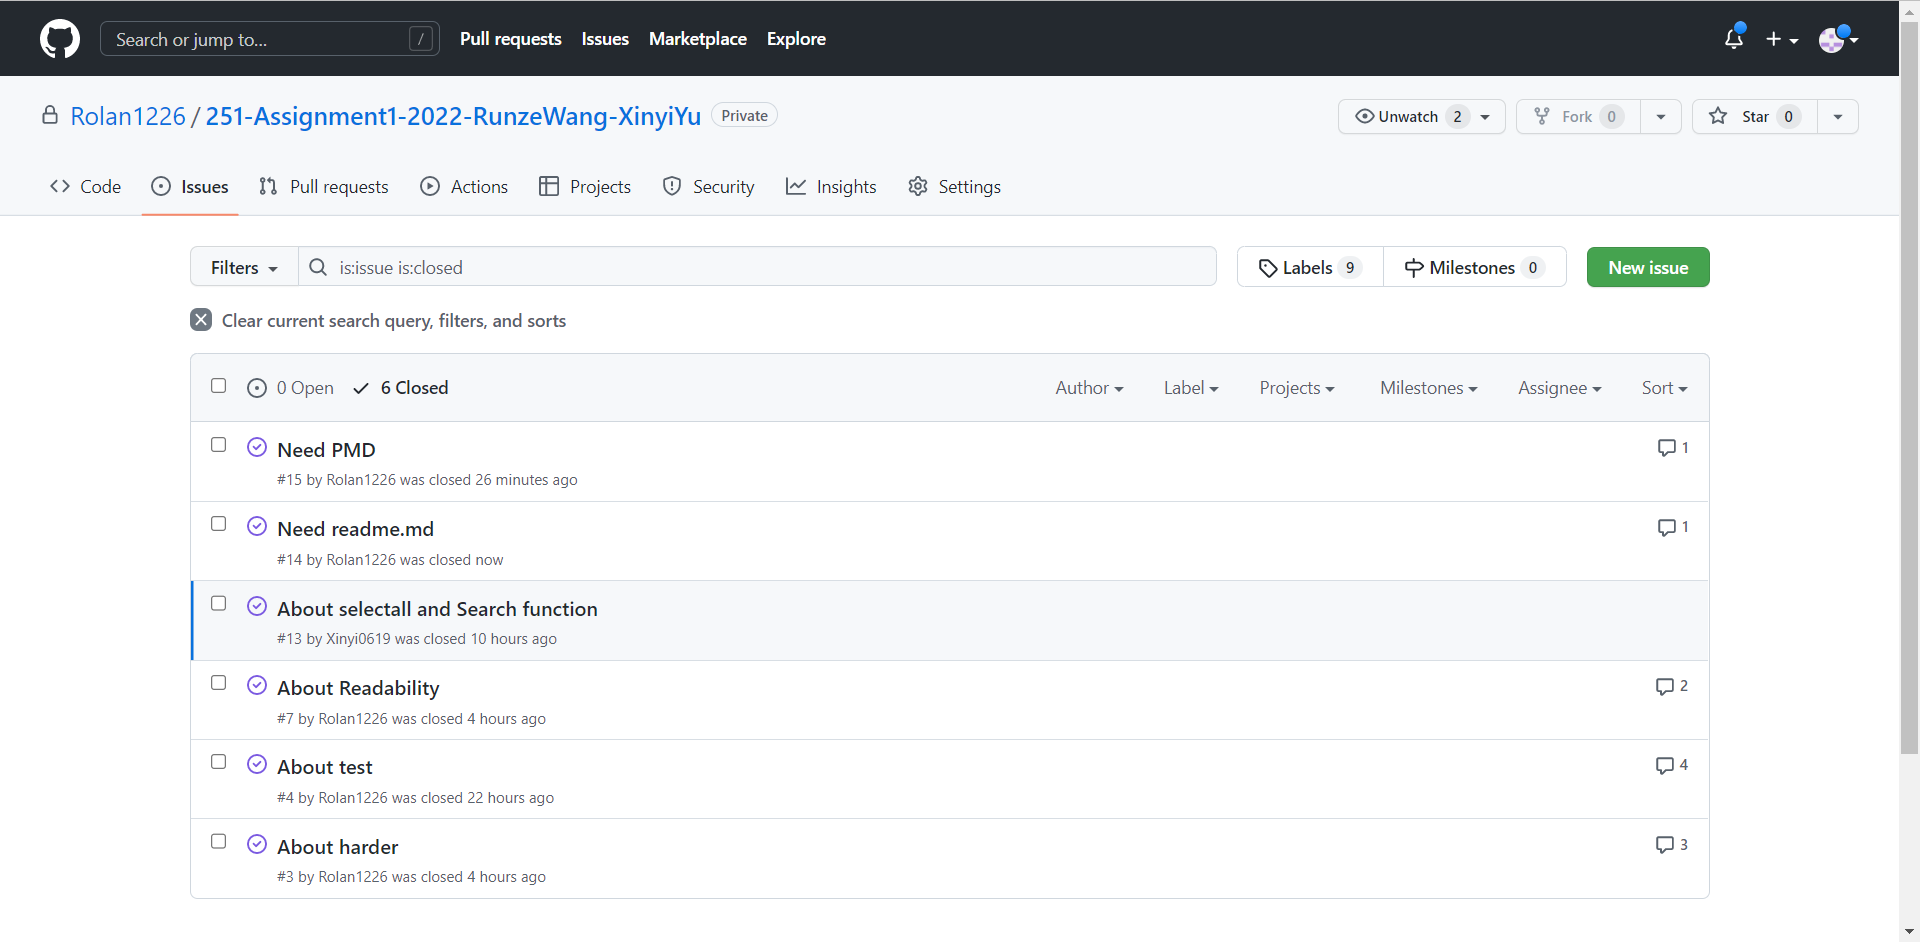 Search or jump to... / Pull requests Issues Marketplace Explore
Rolan1226 / 251-Assignment1-2022-RunzeWang-XinyiYu Private Unwatch 2 Fork 0 Star 0
Code Issues Pull requests Actions Projects Security Insights Settings
Filters is:issue is:closed Labels 9 Milestones 0 New issue
Clear current search query, filters, and sorts
0 Open 6 Closed Author Label Projects Milestones Assignee Sort
Need PMD 1
#15 by Rolan1226 was closed 26 minutes ago
Need readme.md 1
#14 by Rolan1226 was closed now
About selectall and Search function
#13 by Xinyi0619 was closed 10 hours ago
About Readability 2
#7 by Rolan1226 was closed 4 hours ago
About test 4
#4 by Rolan1226 was closed 22 hours ago
About harder 3
#3 by Rolan1226 was closed 4 hours ago